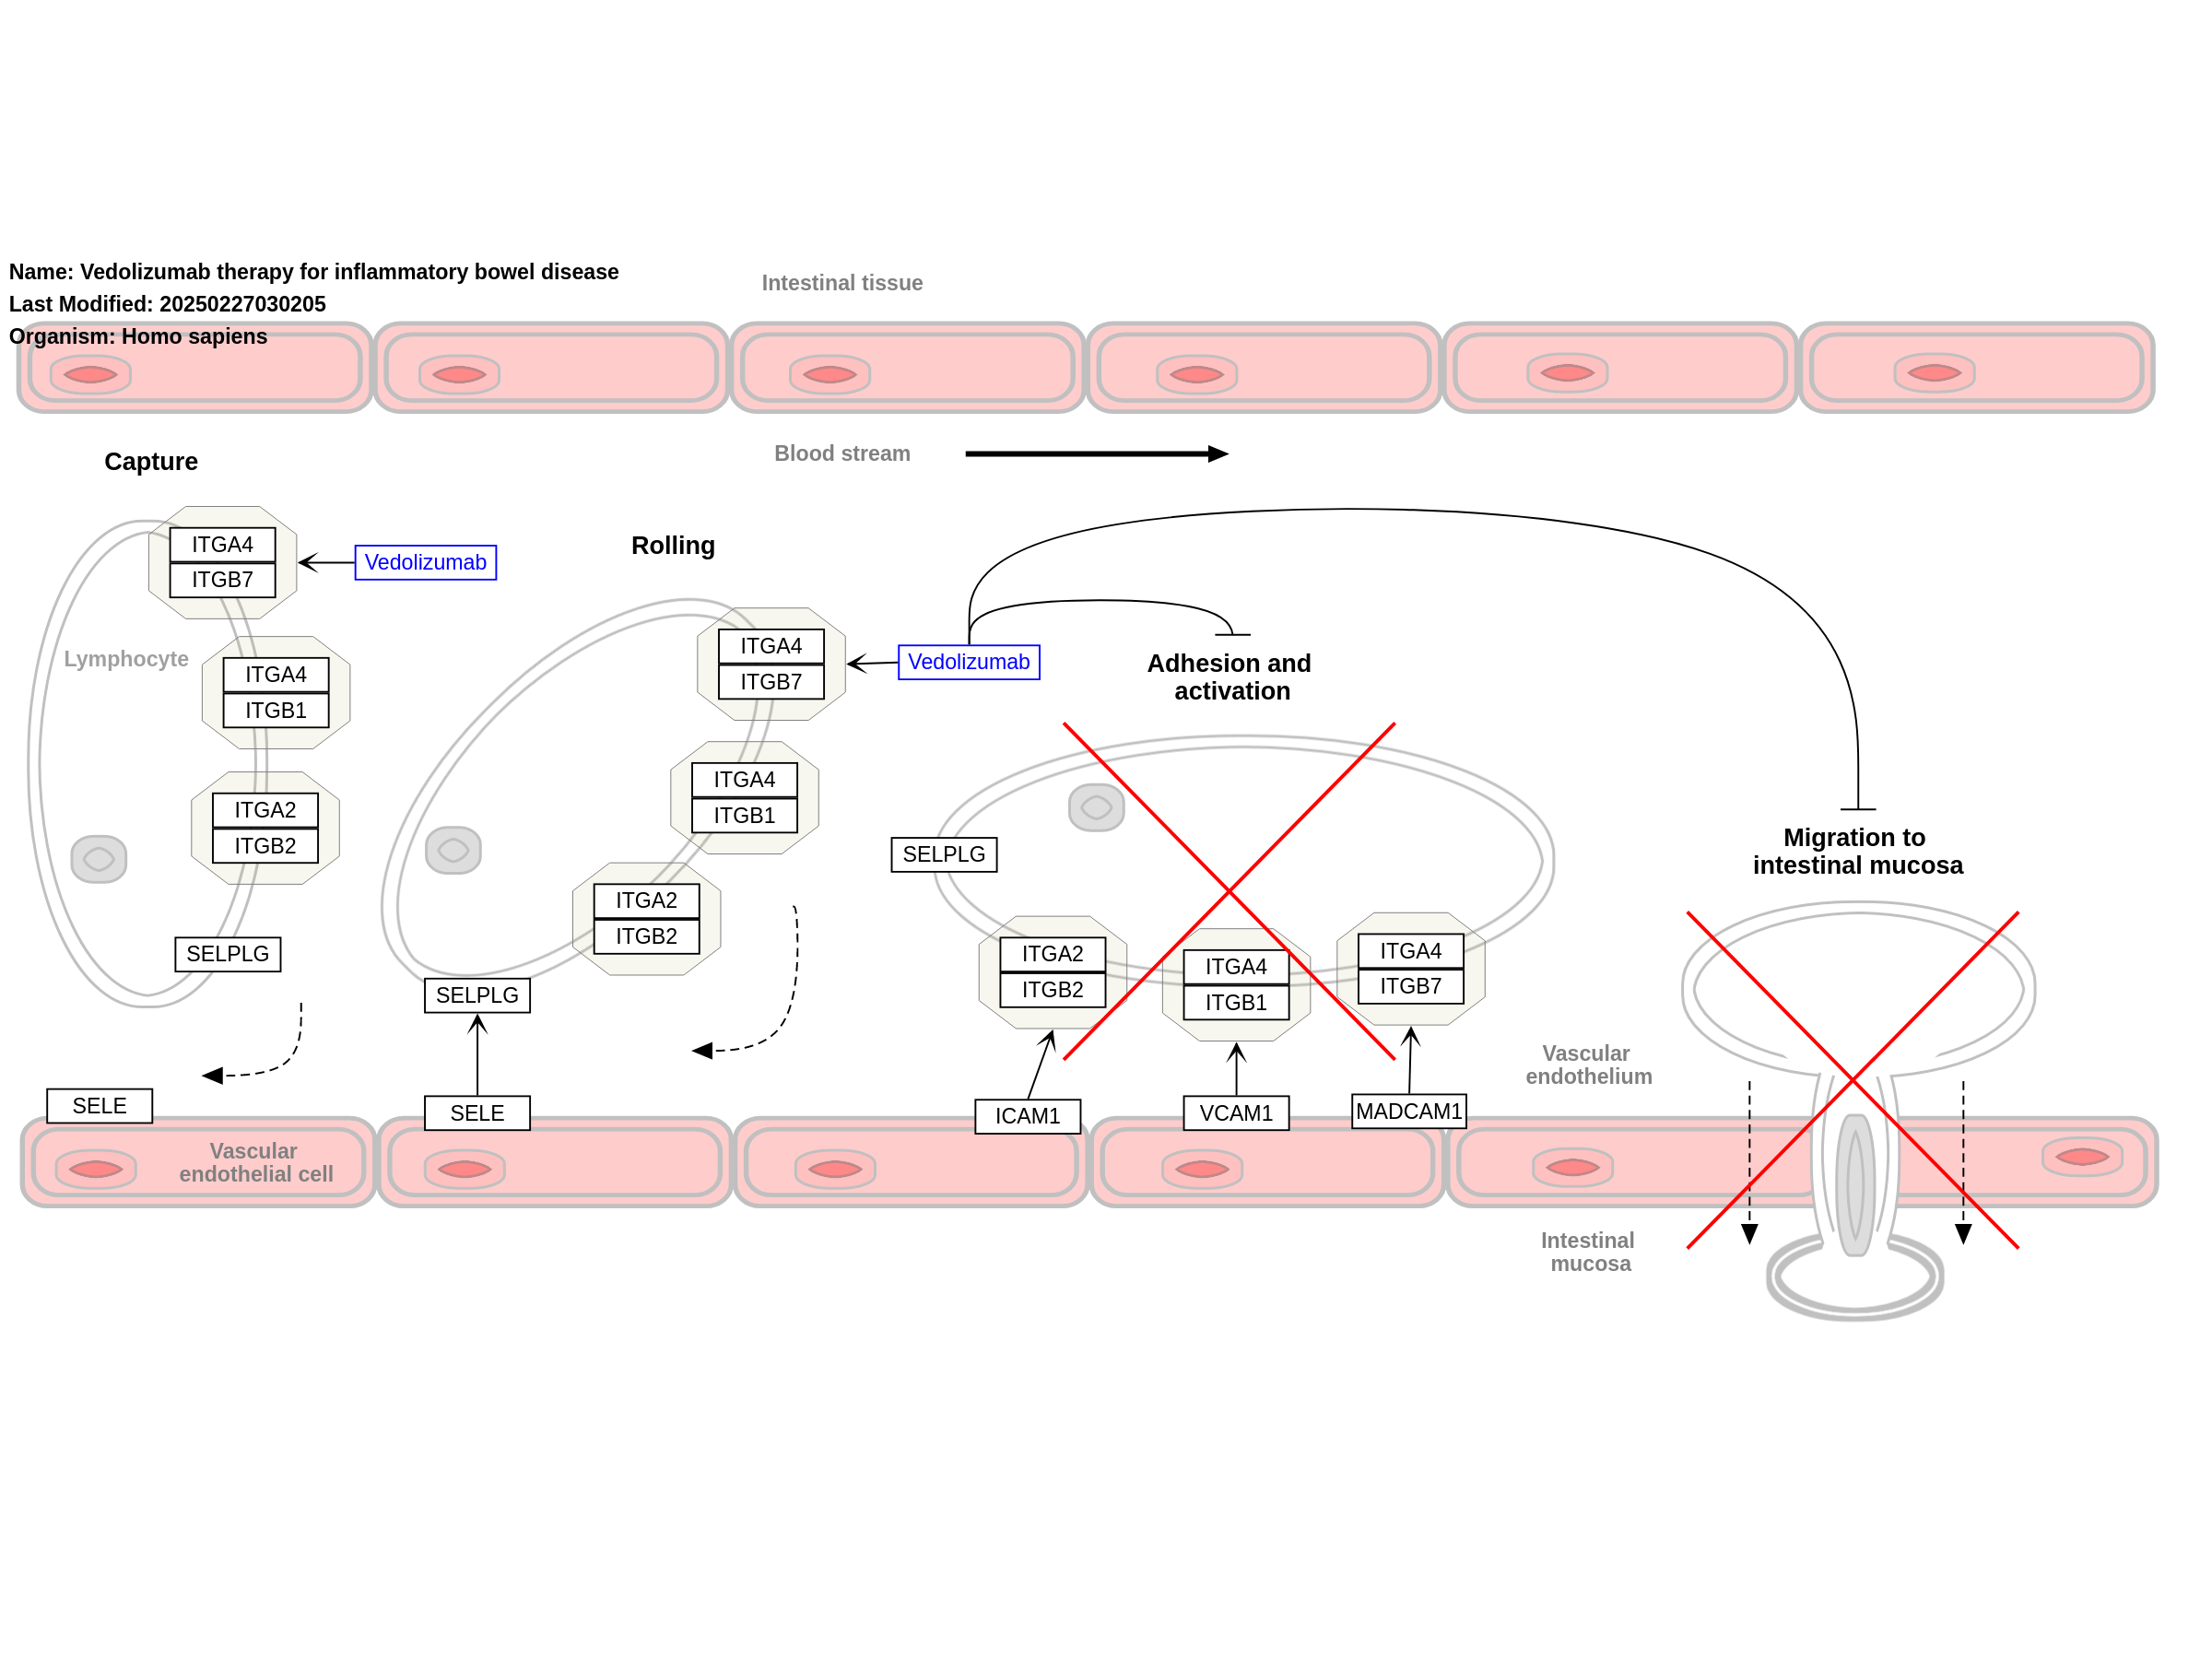 Name: Vedolizumab therapy for inflammatory bowel disease
Last Modified: 20250227030205
Organism: Homo sapiens
Intestinal tissue
Blood stream
Capture
ITGA4
ITGB7
Vedolizumab
Lymphocyte
ITGA4
ITGB1
ITGA2
ITGB2
SELPLG
SELE
Vascular
endothelial cell
Rolling
ITGA4
ITGB7
Vedolizumab
ITGA4
ITGB1
ITGA2
ITGB2
SELPLG
SELE
Adhesion and
activation
SELPLG
ITGA2
ITGB2
ITGA4
ITGB1
ITGA4
ITGB7
ICAM1
VCAM1
MADCAM1
Migration to
intestinal mucosa
Vascular
endothelium
Intestinal
mucosa